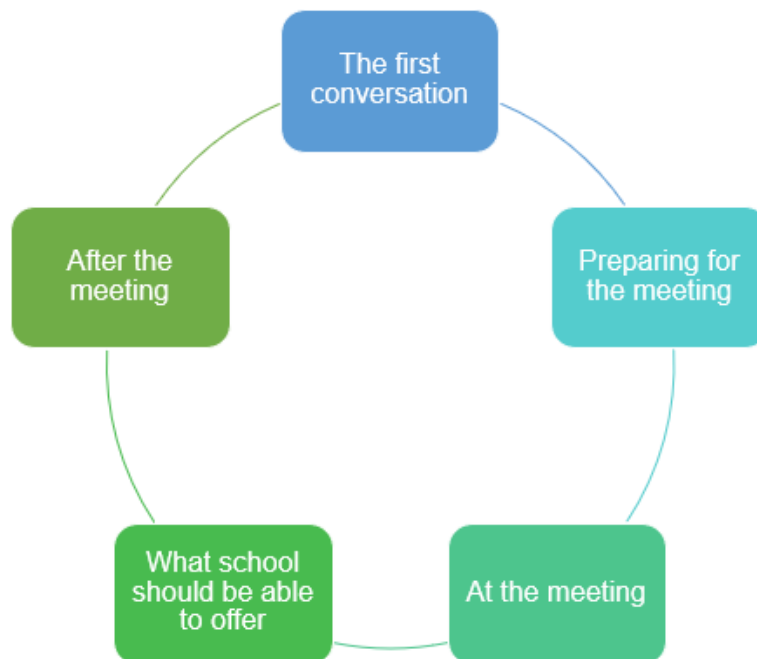 The first
conversation
Preparing for
the meeting
At the meeting
What school
should be able
to offer
After the
meeting